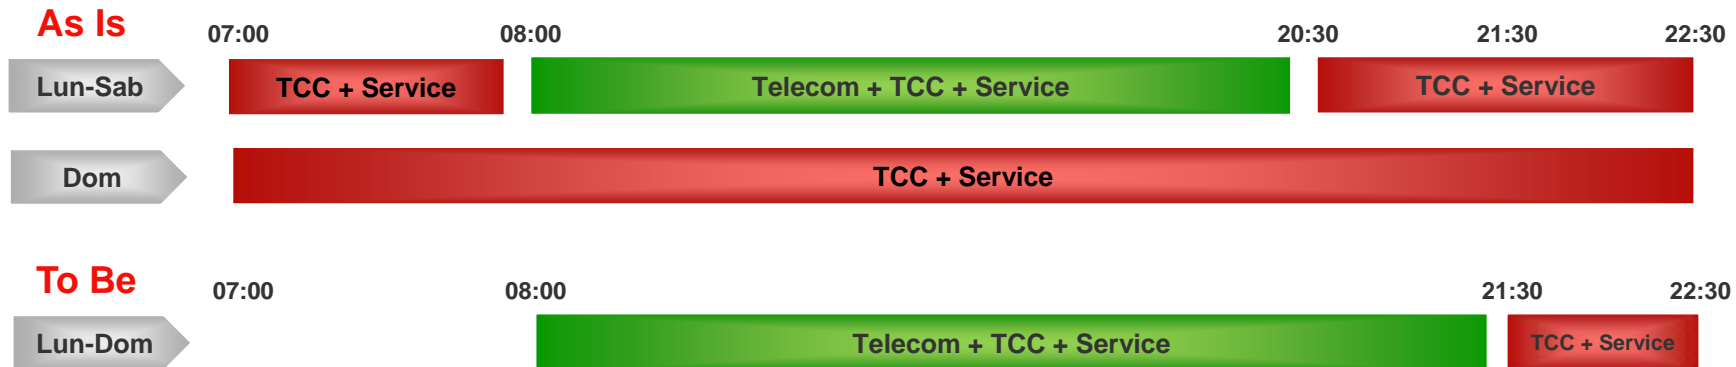 As Is
07:00 08:00 20:30 21:30 22:30
Lun-Sab TCC + Service Telecom + TCC + Service TCC + Service
Dom TCC + Service
To Be
07:00 08:00 21:30 22:30
Lun-Dom Telecom + TCC + Service TCC + Service